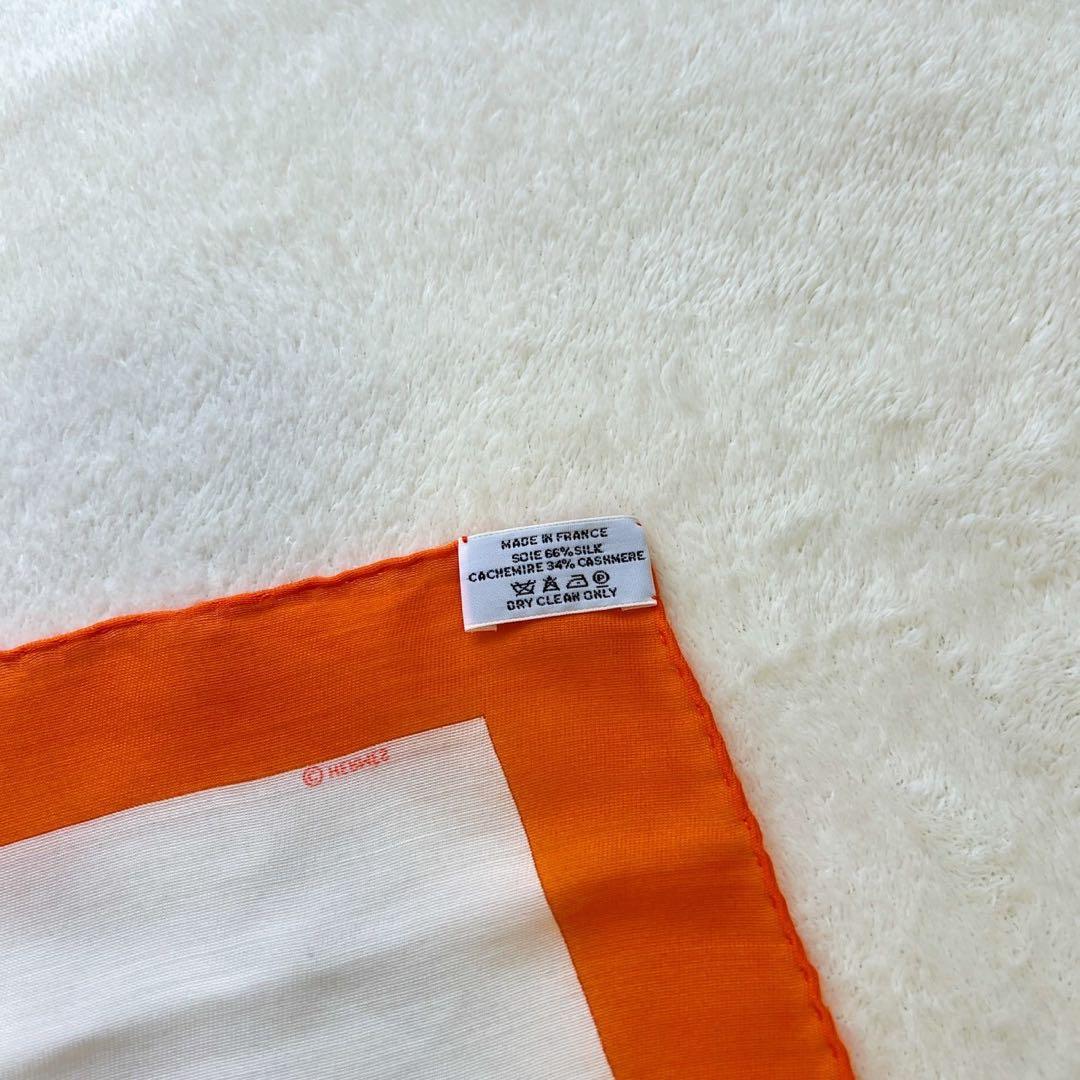 MADE IN FRANCE
SOIE 66% SILK
CACHEMIRE 34% CASHMERE
P
DRY CLEAN ONLY
© HERMES